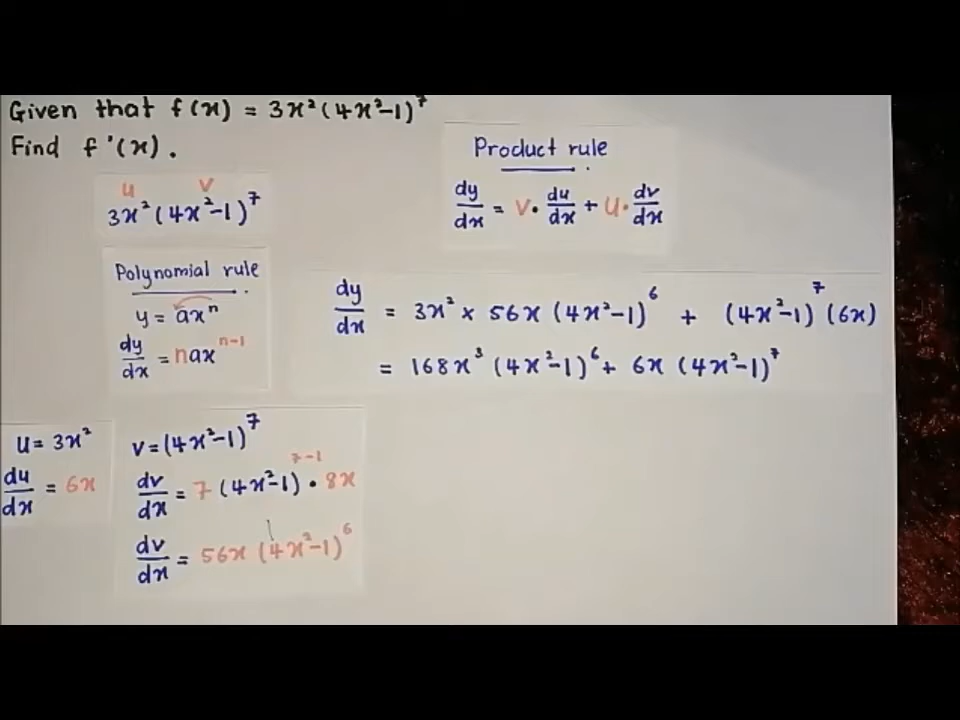 Given that f(x) = 3x²(4x²-1)⁷
Find f'(x).
u v
3x²(4x²-1)⁷
Product rule
dy/dx = v · du/dx + u · dv/dx
Polynomial rule
y = axⁿ
dy/dx = naxⁿ⁻¹
dy/dx = 3x² × 56x (4x²-1)⁶ + (4x²-1)⁷ (6x)
= 168x³ (4x²-1)⁶ + 6x (4x²-1)⁷
u = 3x²
du/dx = 6x
v = (4x²-1)⁷
dv/dx = 7 (4x²-1)⁷⁻¹ · 8x
dv/dx = 56x (4x²-1)⁶